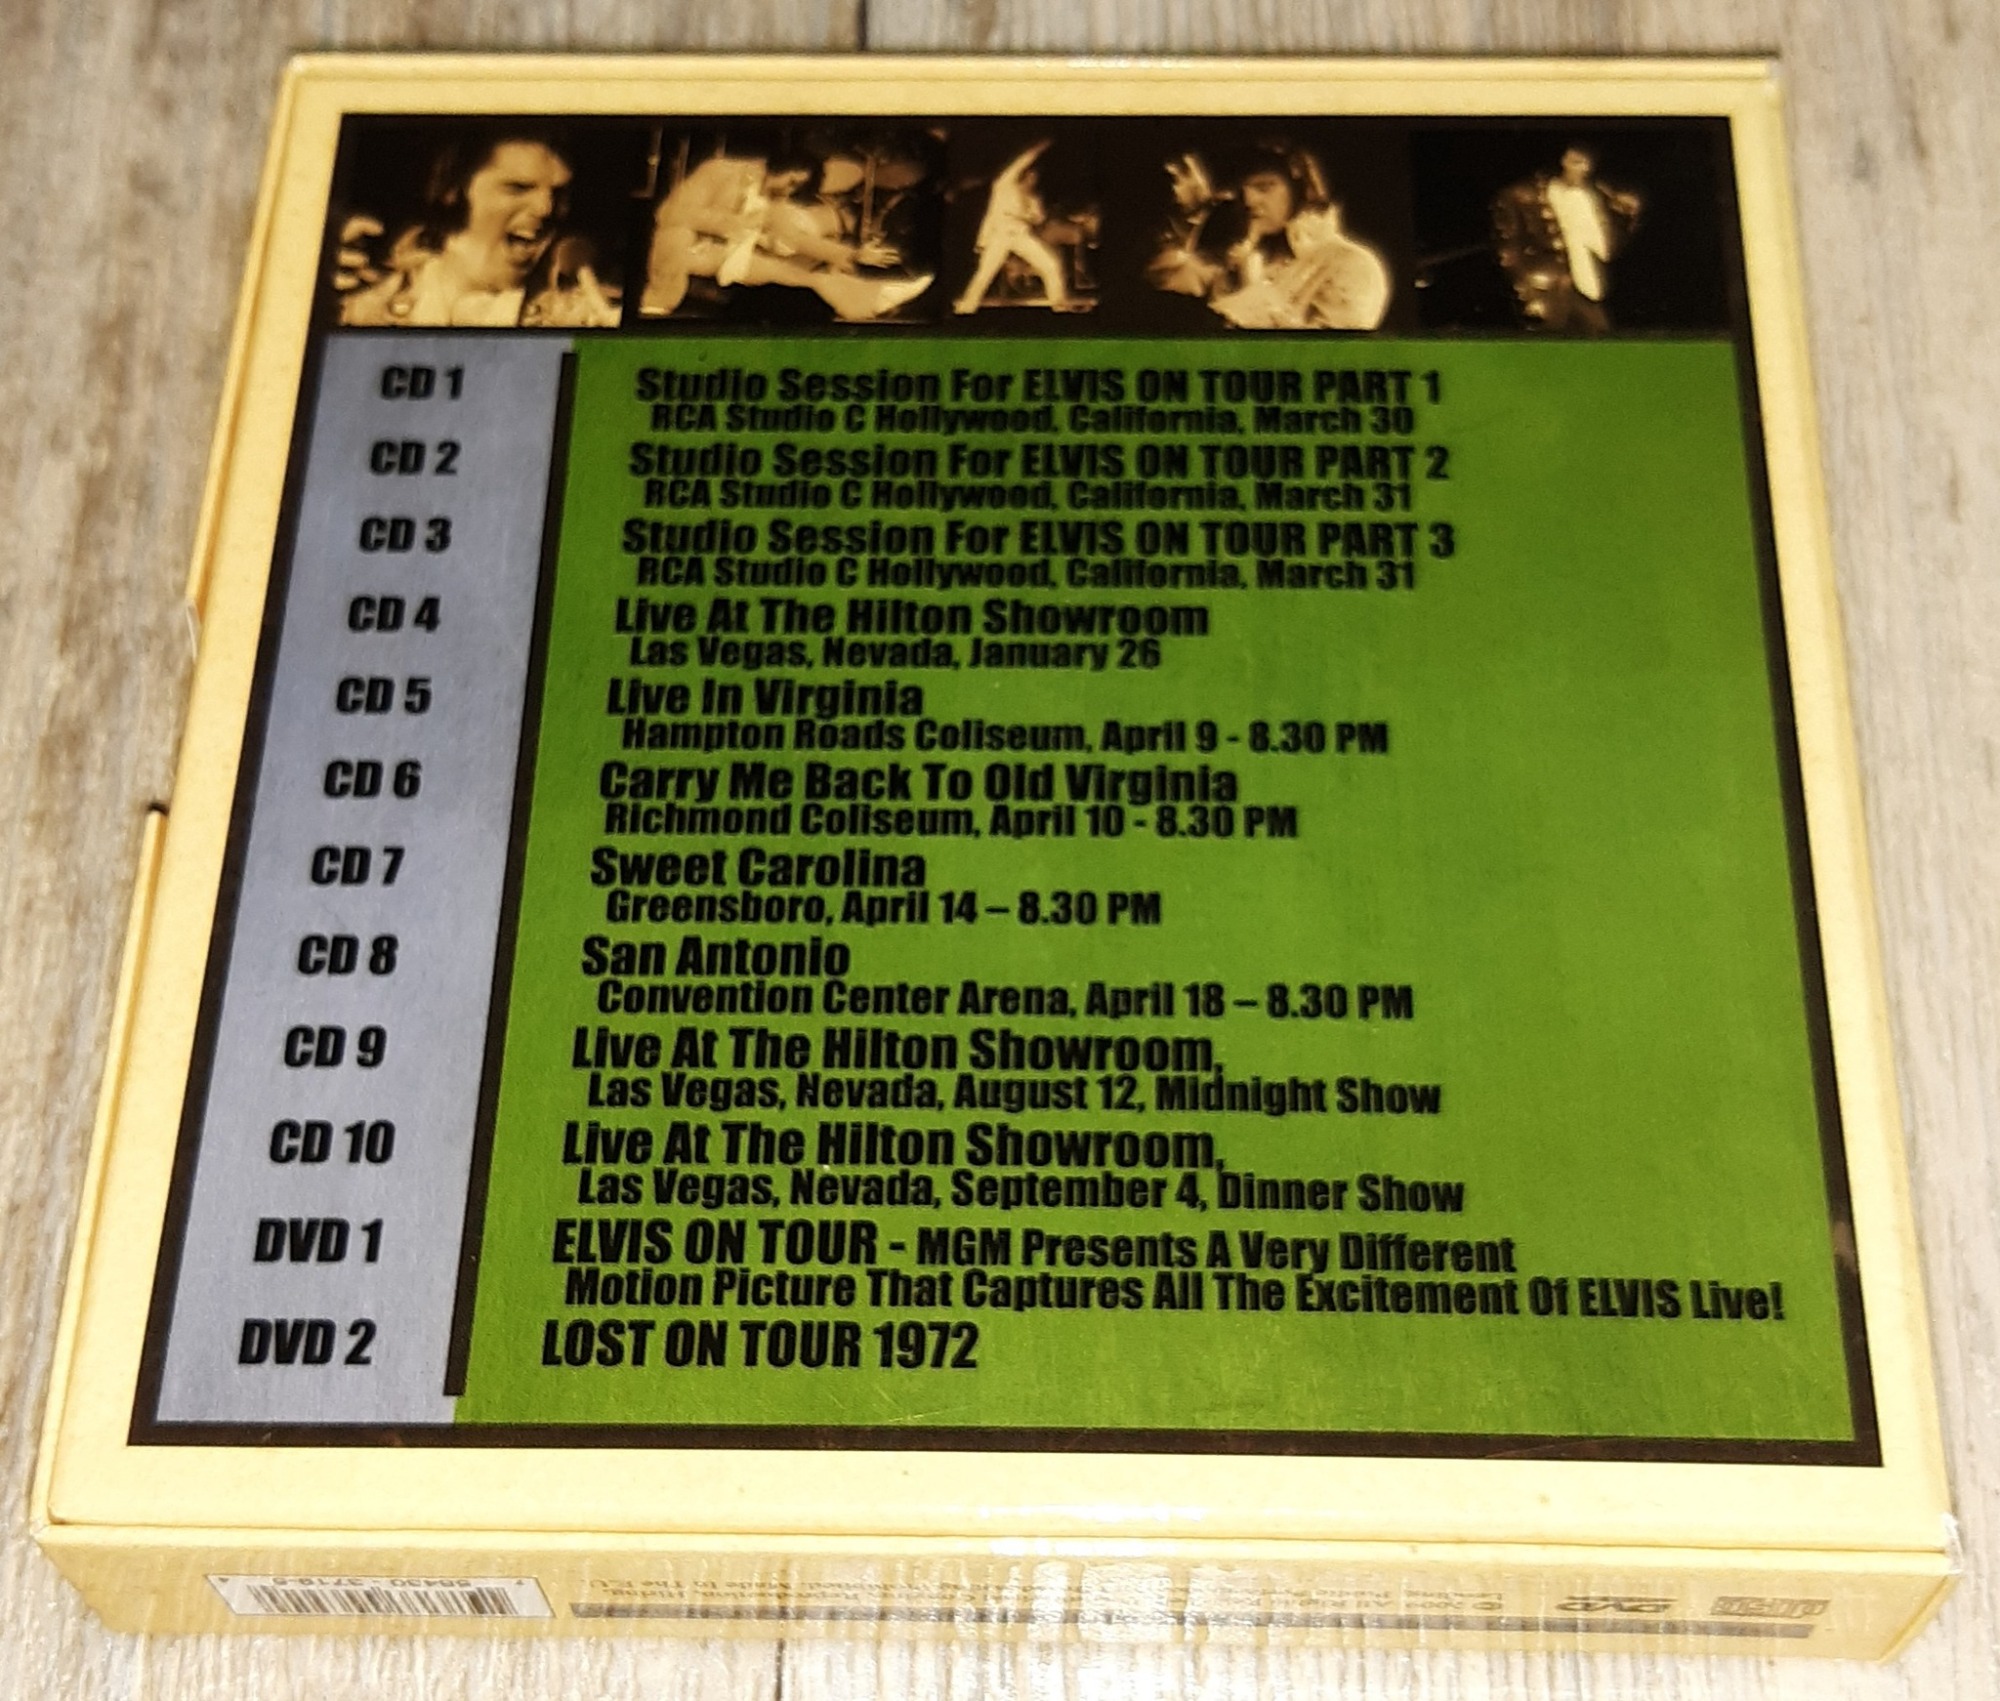 CD 1 Studio Session For ELVIS ON TOUR PART 1
RCA Studio C Hollywood, California, March 30
CD 2 Studio Session For ELVIS ON TOUR PART 2
RCA Studio C Hollywood, California, March 31
CD 3 Studio Session For ELVIS ON TOUR PART 3
RCA Studio C Hollywood, California, March 31
CD 4 Live At The Hilton Showroom
Las Vegas, Nevada, January 26
CD 5 Live In Virginia
Hampton Roads Coliseum, April 9 - 8.30 PM
CD 6 Carry Me Back To Old Virginia
Richmond Coliseum, April 10 - 8.30 PM
CD 7 Sweet Carolina
Greensboro, April 14 – 8.30 PM
CD 8 San Antonio
Convention Center Arena, April 18 – 8.30 PM
CD 9 Live At The Hilton Showroom,
Las Vegas, Nevada, August 12, Midnight Show
CD 10 Live At The Hilton Showroom,
Las Vegas, Nevada, September 4, Dinner Show
DVD 1 ELVIS ON TOUR - MGM Presents A Very Different
Motion Picture That Captures All The Excitement Of ELVIS Live!
DVD 2 LOST ON TOUR 1972
DVD
Made In The E.U.